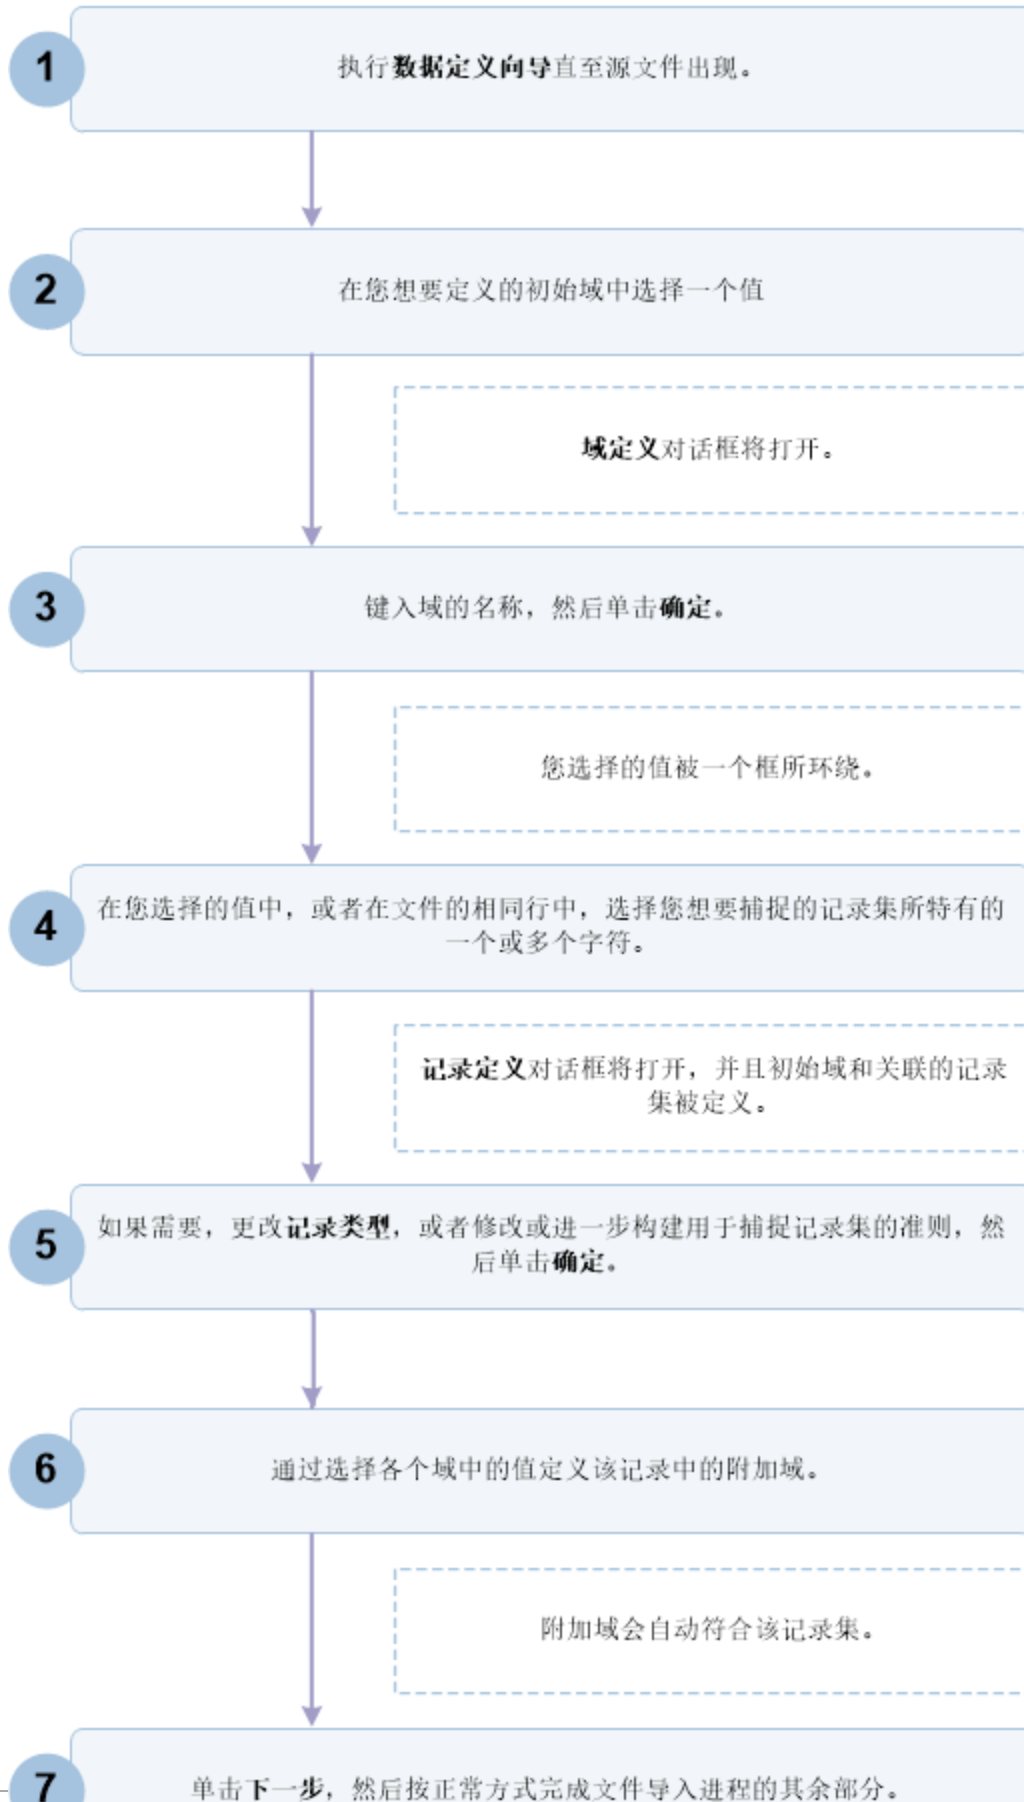 1
执行数据定义向导直至源文件出现。
2
在您想要定义的初始域中选择一个值
域定义对话框将打开。
3
键入域的名称，然后单击确定。
您选择的值被一个框所环绕。
4
在您选择的值中，或者在文件的相同行中，选择您想要捕捉的记录集所特有的
一个或多个字符。
记录定义对话框将打开，并且初始域和关联的记录
集被定义。
5
如果需要，更改记录类型，或者修改或进一步构建用于捕捉记录集的准则，然
后单击确定。
6
通过选择各个域中的值定义该记录中的附加域。
附加域会自动符合该记录集。
7
单击下一步，然后按正常方式完成文件导入进程的其余部分。